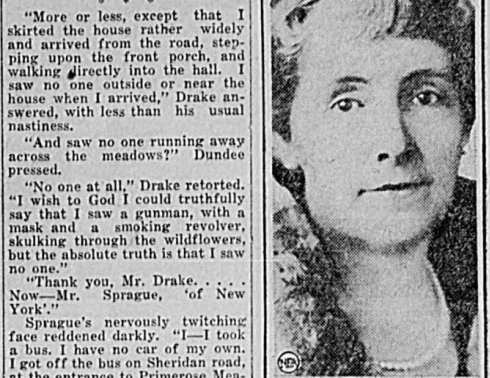 "More or less, except that I
skirted the house rather widely
and arrived from the road, step-
ping upon the front porch, and
walking directly into the hall. I
saw no one outside or near the
house when I arrived," Drake an-
swered, with less than his usual
nastiness.
"And saw no one running away
across the meadows?" Dundee
pressed.
"No one at all," Drake retorted.
"I wish to God I could truthfully
say that I saw a gunman, with a
mask and a smoking revolver,
skulking through the wildflowers,
but the absolute truth is that I saw
no one."
"Thank you, Mr. Drake. . . . .
Now—Mr. Sprague, 'of New
York'."
Sprague's nervously twitching
face reddened darkly. "I—I took
a bus. I have no car of my own.
I got off the bus on Sheridan road,
at the entrance to Primrose Mea-
NEA